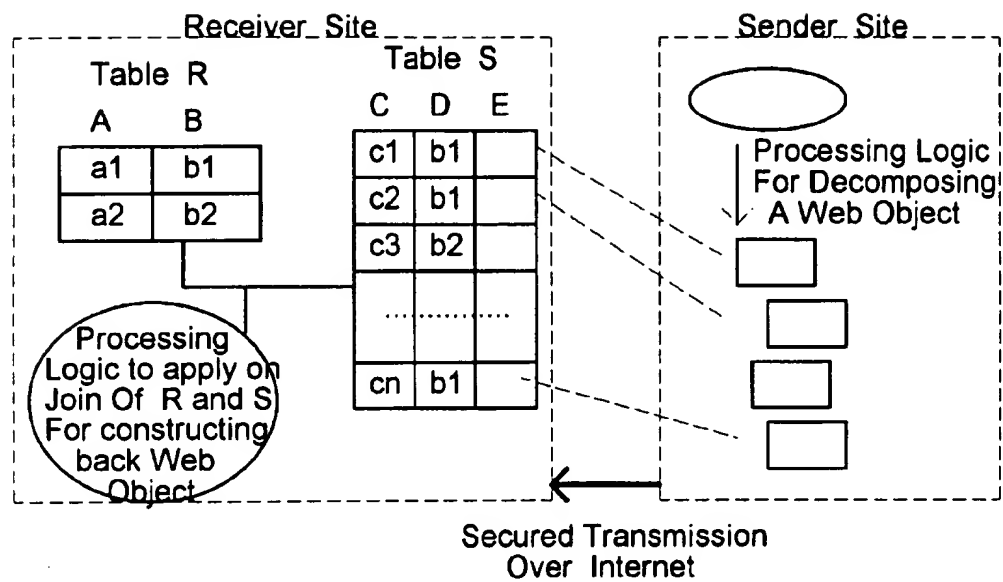 Receiver Site
Sender Site
Table R
A B
a1 b1
a2 b2
Table S
C D E
c1 b1
c2 b1
c3 b2
..............
cn b1
Processing
Logic to apply on
Join Of R and S
For constructing
back Web
Object
Processing Logic
For Decomposing
A Web Object
Secured Transmission
Over Internet